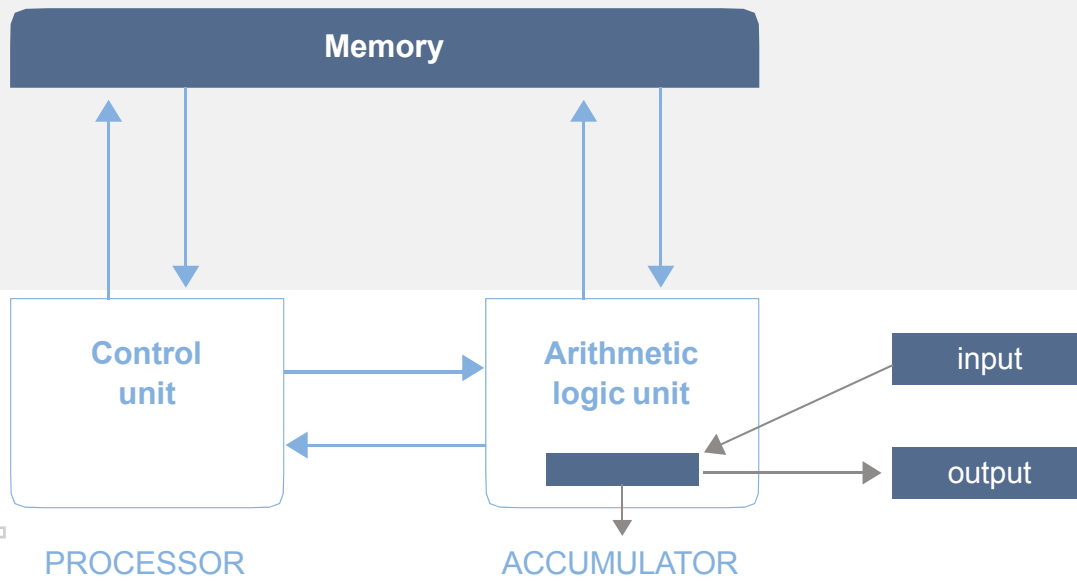 Memory
Control
unit
Arithmetic
logic unit
input
output
PROCESSOR
ACCUMULATOR